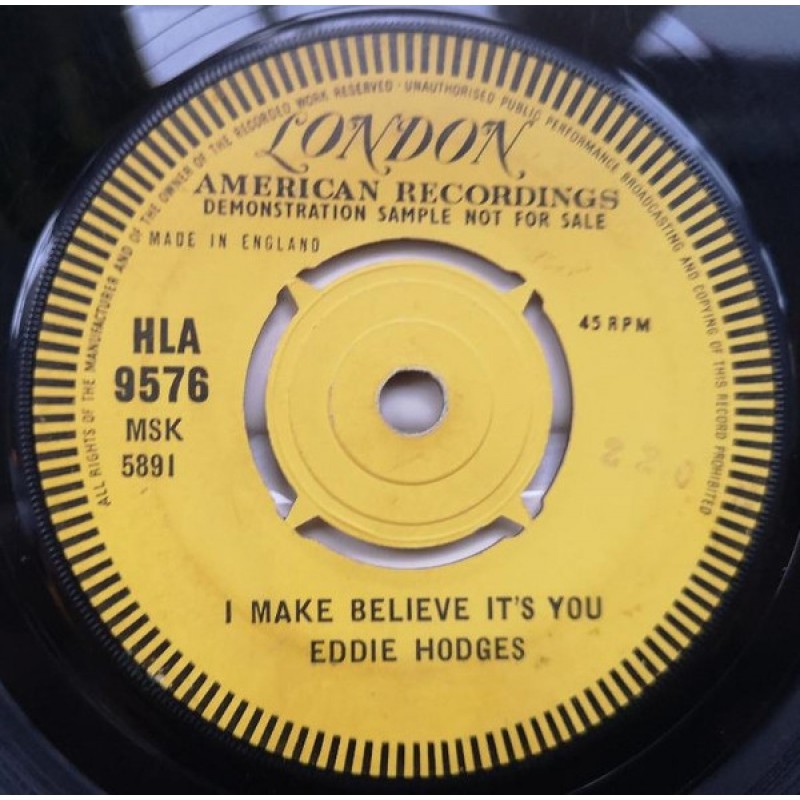 ALL RIGHTS OF THE MANUFACTURER AND OF THE OWNER OF THE RECORDED WORK RESERVED · UNAUTHORISED PUBLIC PERFORMANCE BROADCASTING AND COPYING OF THIS RECORD PROHIBITED
LONDON
AMERICAN RECORDINGS
DEMONSTRATION SAMPLE NOT FOR SALE
MADE IN ENGLAND
45 RPM
HLA
9576
MSK
5891
220
I MAKE BELIEVE IT'S YOU
EDDIE HODGES